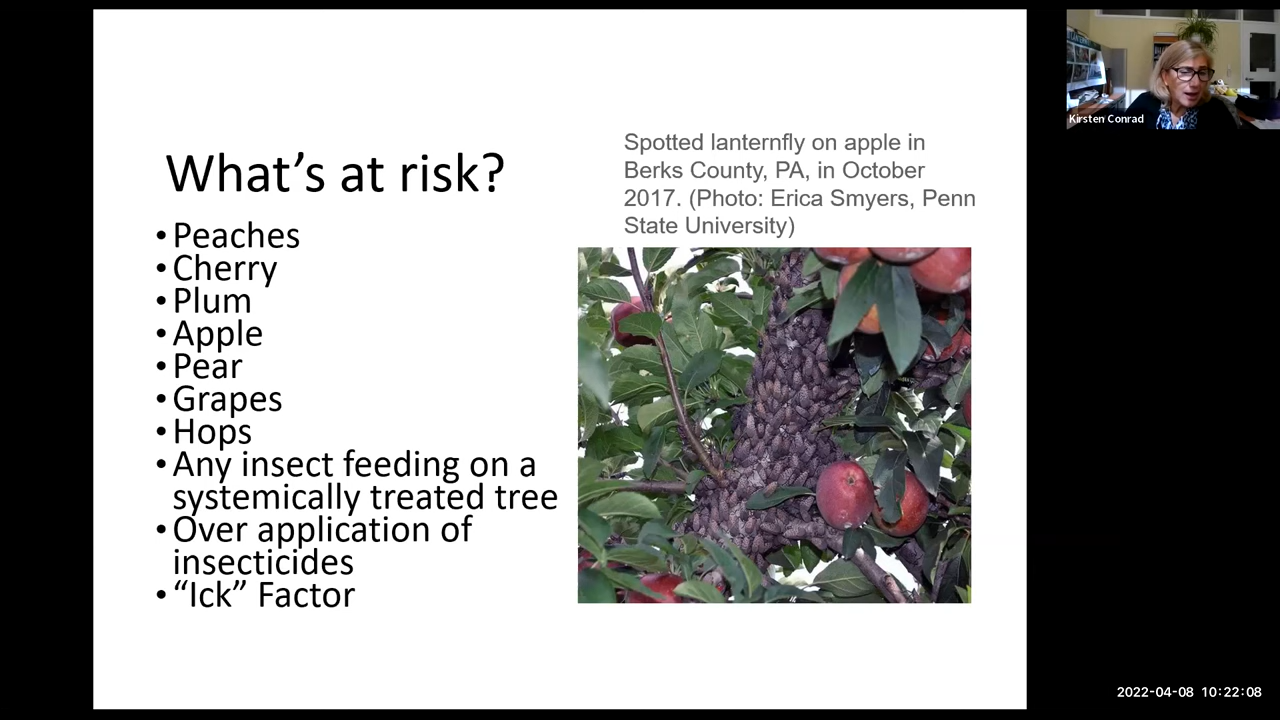 What’s at risk?
• Peaches
• Cherry
• Plum
• Apple
• Pear
• Grapes
• Hops
• Any insect feeding on a
systemically treated tree
• Over application of
insecticides
• “Ick” Factor
Spotted lanternfly on apple in
Berks County, PA, in October
2017. (Photo: Erica Smyers, Penn
State University)
Kirsten Conrad
2022-04-08 10:22:08